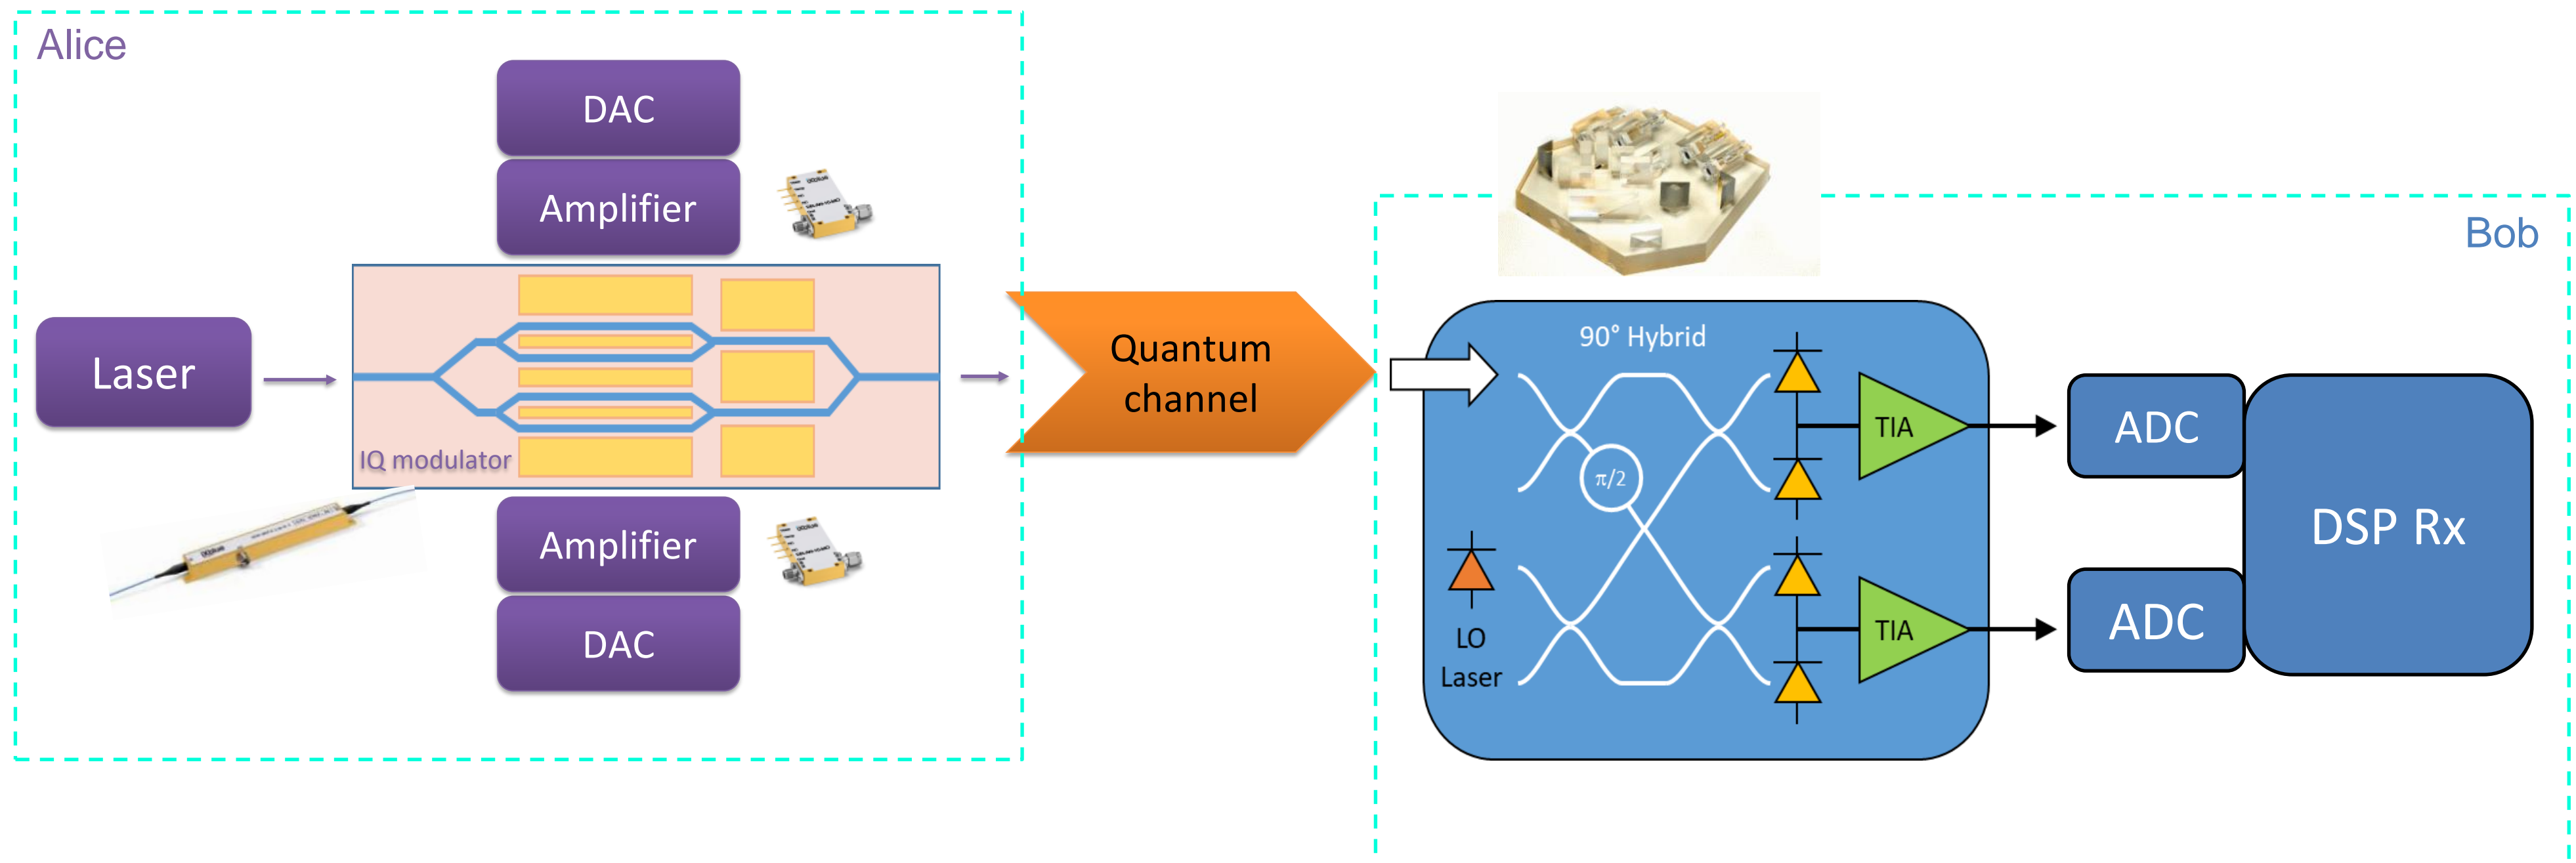 Alice
DAC
Amplifier
Laser
IQ modulator
Amplifier
DAC
Quantum
channel
Bob
90° Hybrid
π/2
LO
Laser
TIA
TIA
ADC
ADC
DSP Rx